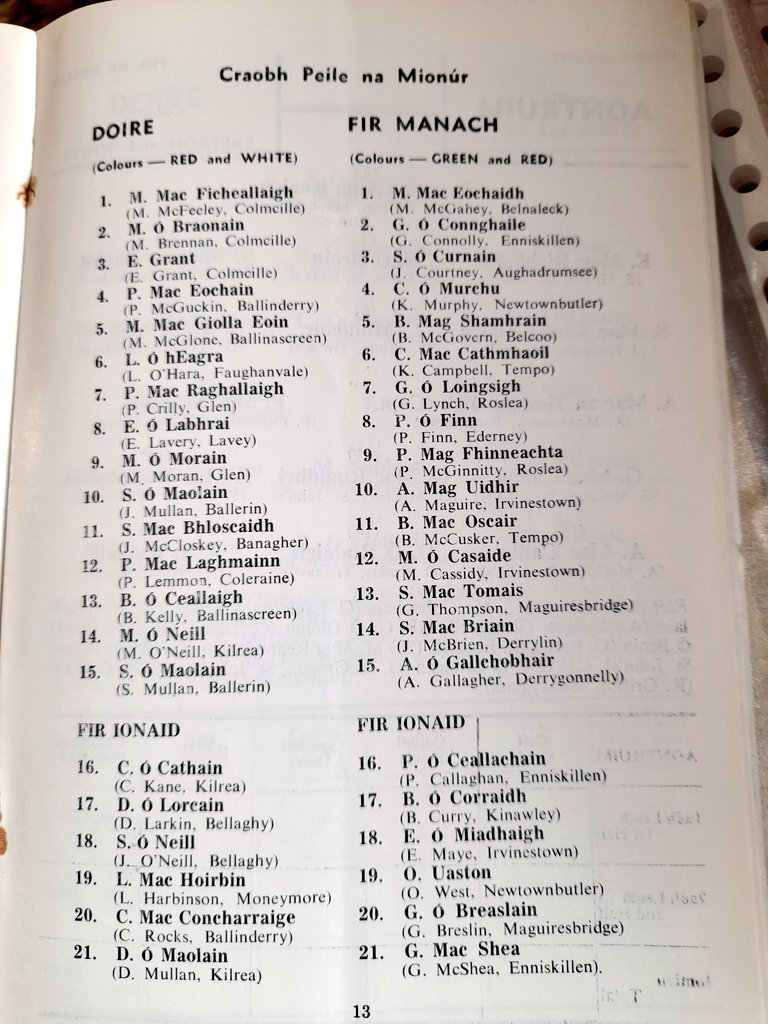 Craobh Peile na Mionúr
DOIRE
(Colours — RED and WHITE)
1. M. Mac Ficheallaigh
(M. McFeeley, Colmcille)
2. M. Ó Braonain
(M. Brennan, Colmcille)
3. E. Grant
(E. Grant, Colmcille)
4. P. Mac Eochain
(P. McGuckin, Ballinderry)
5. M. Mac Giolla Eoin
(M. McGlone, Ballinascreen)
6. L. Ó hEagra
(L. O'Hara, Faughanvale)
7. P. Mac Raghallaigh
(P. Crilly, Glen)
8. E. Ó Labhrai
(E. Lavery, Lavey)
9. M. Ó Morain
(M. Moran, Glen)
10. S. Ó Maolain
(J. Mullan, Ballerin)
11. S. Mac Bhloscaidh
(J. McCloskey, Banagher)
12. P. Mac Laghmainn
(P. Lemmon, Coleraine)
13. B. Ó Ceallaigh
(B. Kelly, Ballinascreen)
14. M. Ó Neill
(M. O'Neill, Kilrea)
15. S. Ó Maolain
(S. Mullan, Ballerin)
FIR IONAID
16. C. Ó Cathain
(C. Kane, Kilrea)
17. D. Ó Lorcain
(D. Larkin, Bellaghy)
18. S. Ó Neill
(J. O'Neill, Bellaghy)
19. L. Mac Hoirbin
(L. Harbinson, Moneymore)
20. C. Mac Concharraige
(C. Rocks, Ballinderry)
21. D. Ó Maolain
(D. Mullan, Kilrea)
FIR MANACH
(Colours — GREEN and RED)
1. M. Mac Eochaidh
(M. McGahey, Belnaleck)
2. G. Ó Connghaile
(G. Connolly, Enniskillen)
3. S. Ó Curnain
(J. Courtney, Aughadrumsee)
4. C. Ó Murchu
(K. Murphy, Newtownbutler)
5. B. Mag Shamhrain
(B. McGovern, Belcoo)
6. C. Mac Cathmhaoil
(K. Campbell, Tempo)
7. G. Ó Loingsigh
(G. Lynch, Roslea)
8. P. Ó Finn
(P. Finn, Ederney)
9. P. Mag Fhinneachta
(P. McGinnitty, Roslea)
10. A. Mag Uidhir
(A. Maguire, Irvinestown)
11. B. Mac Oscair
(B. McCusker, Tempo)
12. M. Ó Casaide
(M. Cassidy, Irvinestown)
13. S. Mac Tomais
(G. Thompson, Maguiresbridge)
14. S. Mac Briain
(J. McBrien, Derrylin)
15. A. Ó Gallchobhair
(A. Gallagher, Derrygonnelly)
FIR IONAID
16. P. Ó Ceallachain
(P. Callaghan, Enniskillen)
17. B. Ó Corraidh
(B. Curry, Kinawley)
18. E. Ó Miadhaigh
(E. Maye, Irvinestown)
19. O. Uaston
(O. West, Newtownbutler)
20. G. Ó Breaslain
(G. Breslin, Maguiresbridge)
21. G. Mac Shea
(G. McShea, Enniskillen).
13